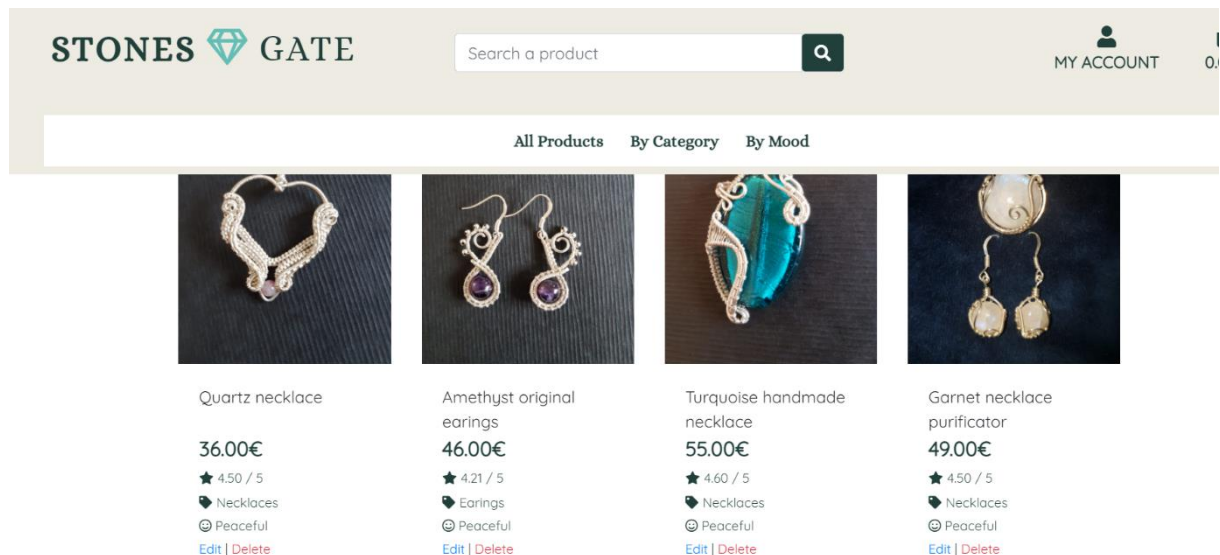 STONES GATE
Search a product
MY ACCOUNT
All Products By Category By Mood
Quartz necklace
36.00€
4.50 / 5
Necklaces
Peaceful
Edit | Delete
Amethyst original
earings
46.00€
4.21 / 5
Earings
Peaceful
Edit | Delete
Turquoise handmade
necklace
55.00€
4.60 / 5
Necklaces
Peaceful
Edit | Delete
Garnet necklace
purificator
49.00€
4.50 / 5
Necklaces
Peaceful
Edit | Delete